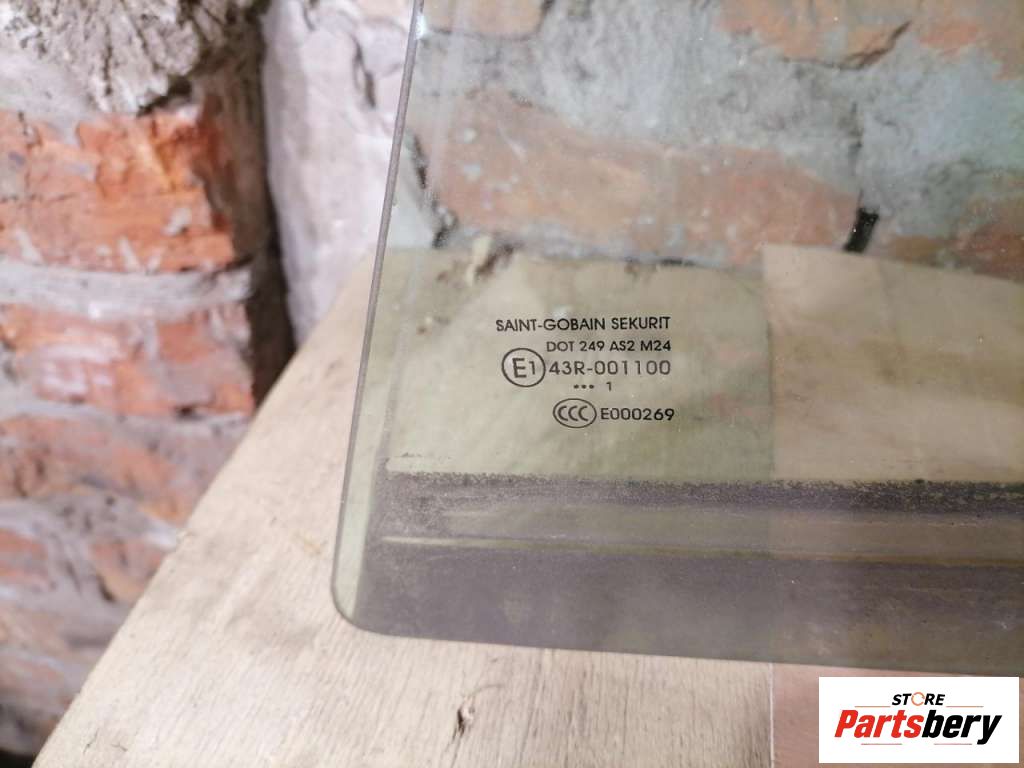 SAINT-GOBAIN SEKURIT
DOT 249 AS2 M24
E1 43R-001100
••• 1
CCC E000269
STORE
Partsbery